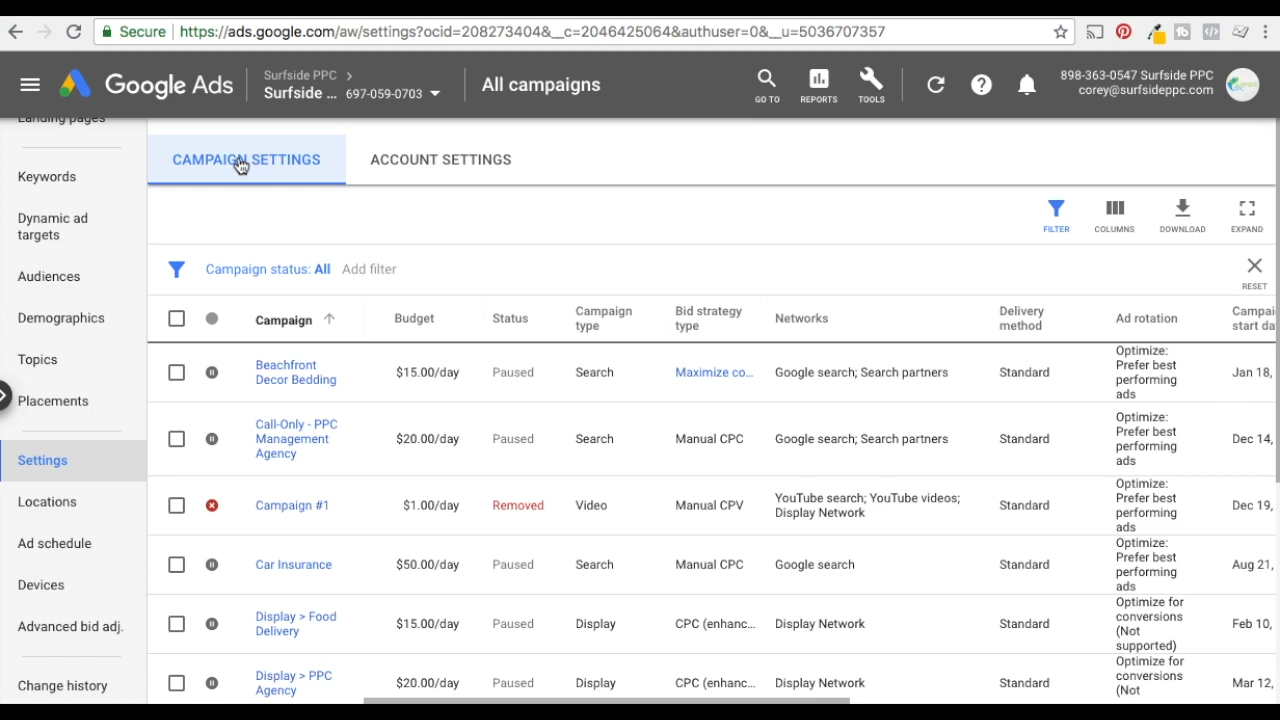 Secure https://ads.google.com/aw/settings?ocid=208273404&__c=2046425064&authuser=0&__u=5036707357
Google Ads
Surfside PPC >
Surfside ... 697-059-0703
All campaigns
GO TO
REPORTS
TOOLS
898-363-0547 Surfside PPC
corey@surfsideppc.com
Landing pages
Keywords
Dynamic ad
targets
Audiences
Demographics
Topics
Placements
Settings
Locations
Ad schedule
Devices
Advanced bid adj.
Change history
CAMPAIGN SETTINGS
ACCOUNT SETTINGS
FILTER
COLUMNS
DOWNLOAD
EXPAND
Campaign status: All Add filter
RESET
Campaign
Budget
Status
Campaign
type
Bid strategy
type
Networks
Delivery
method
Ad rotation
Campai
start da
Beachfront
Decor Bedding
$15.00/day
Paused
Search
Maximize co...
Google search; Search partners
Standard
Optimize:
Prefer best
performing
ads
Jan 18,
Call-Only - PPC
Management
Agency
$20.00/day
Paused
Search
Manual CPC
Google search; Search partners
Standard
Optimize:
Prefer best
performing
ads
Dec 14,
Campaign #1
$1.00/day
Removed
Video
Manual CPV
YouTube search; YouTube videos;
Display Network
Standard
Optimize:
Prefer best
performing
ads
Dec 19,
Car Insurance
$50.00/day
Paused
Search
Manual CPC
Google search
Standard
Optimize:
Prefer best
performing
ads
Aug 21,
Display > Food
Delivery
$15.00/day
Paused
Display
CPC (enhanc...
Display Network
Standard
Optimize for
conversions
(Not
supported)
Feb 10,
Display > PPC
Agency
$20.00/day
Paused
Display
CPC (enhanc...
Display Network
Standard
Optimize for
conversions
(Not
Mar 12,